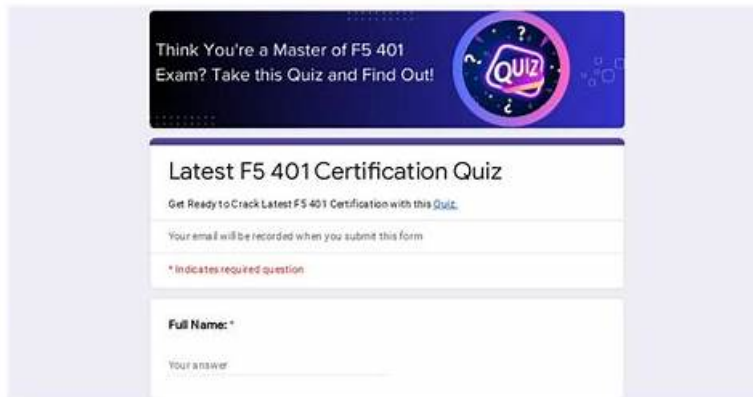 Think You're a Master of F5 401
Exam? Take this Quiz and Find Out!
QUIZ
Latest F5 401 Certification Quiz
Get Ready to Crack Latest F5 401 Certification with this Quiz.
Your email will be recorded when you submit this form
* Indicates required question
Full Name: *
Your answer